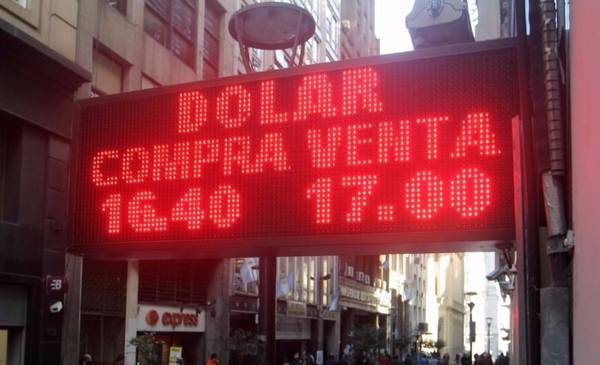 DOLAR
COMPRA VENTA
16.40 17.00
express